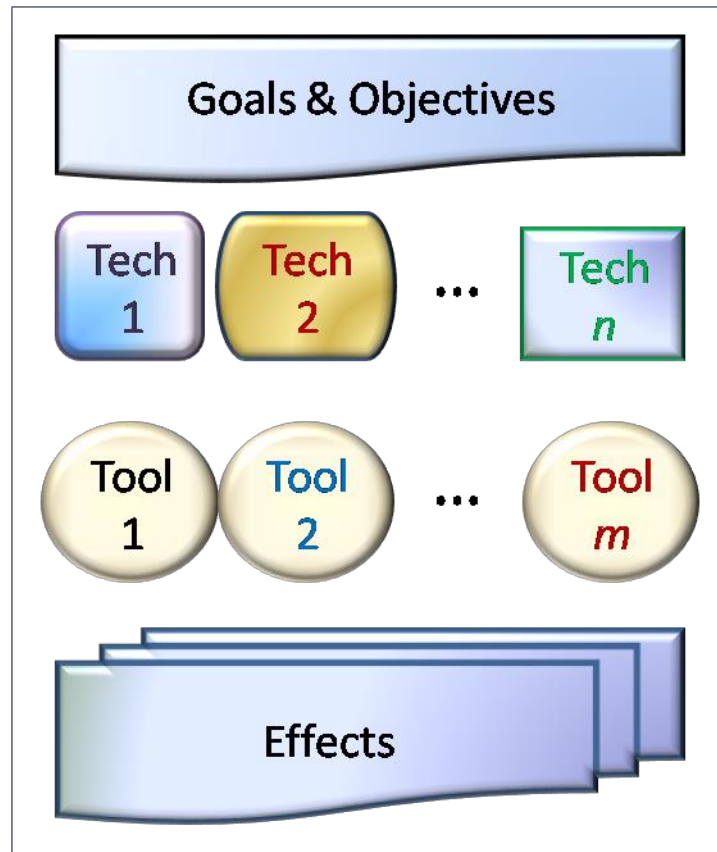 Goals & Objectives
Tech 1
Tech 2
...
Tech n
Tool 1
Tool 2
...
Tool m
Effects